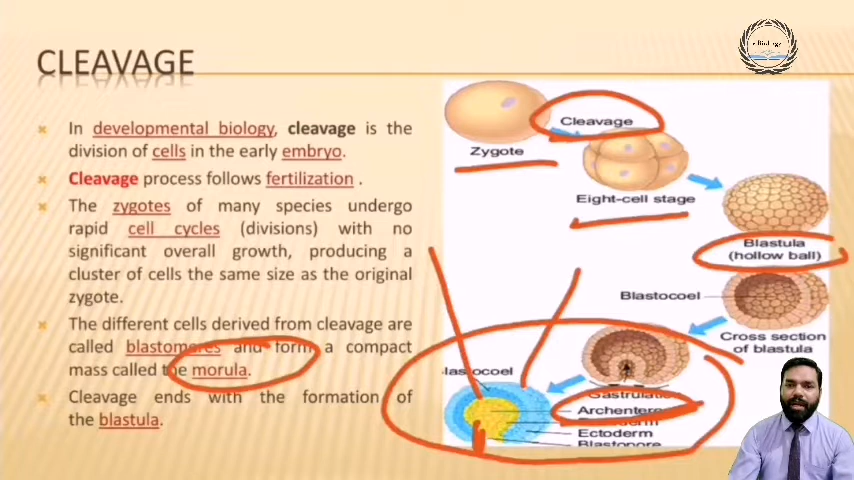 CLEAVAGE
In developmental biology, cleavage is the
division of cells in the early embryo.
Cleavage process follows fertilization .
The zygotes of many species undergo
rapid cell cycles (divisions) with no
significant overall growth, producing a
cluster of cells the same size as the original
zygote.
The different cells derived from cleavage are
called blastomeres and form a compact
mass called the morula.
Cleavage ends with the formation of
the blastula.
Cleavage
Zygote
Eight-cell stage
Blastula
(hollow ball)
Blastocoel
Cross section
of blastula
Ectoderm
Blastopore